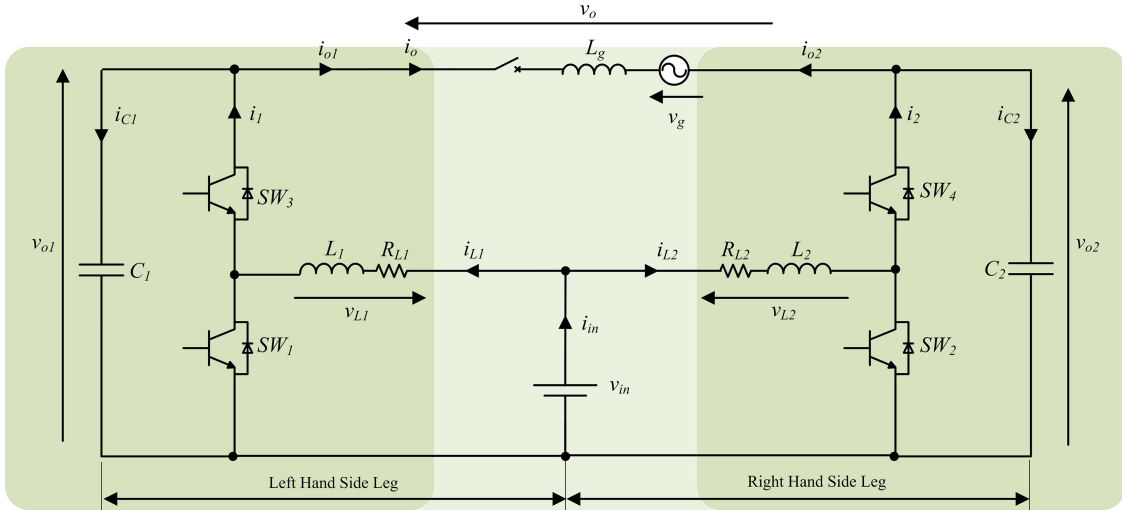 v_o
i_o1 i_o L_g i_o2
v_g
i_C1 i_1 i_2 i_C2
SW_3 SW_4
v_o1 C_1 L_1 R_L1 i_L1 i_L2 R_L2 L_2 C_2 v_o2
v_L1 v_L2
i_in
SW_1 SW_2
v_in
Left Hand Side Leg Right Hand Side Leg